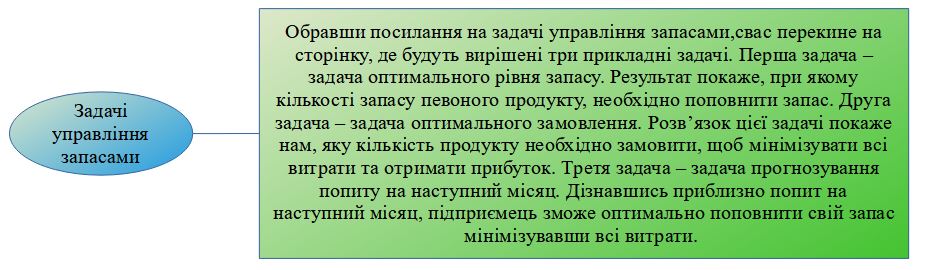 Задачі
управління
запасами
Обравши посилання на задачі управління запасами,свас перекине на
сторінку, де будуть вирішені три прикладні задачі. Перша задача –
задача оптимального рівня запасу. Результат покаже, при якому
кількості запасу певоного продукту, необхідно поповнити запас. Друга
задача – задача оптимального замовлення. Розв’язок цієї задачі покаже
нам, яку кількість продукту необхідно замовити, щоб мінімізувати всі
витрати та отримати прибуток. Третя задача – задача прогнозування
попиту на наступний місяц. Дізнавшись приблизно попит на
наступний місяц, підприємець зможе оптимально поповнити свій запас
мінімізувавши всі витрати.